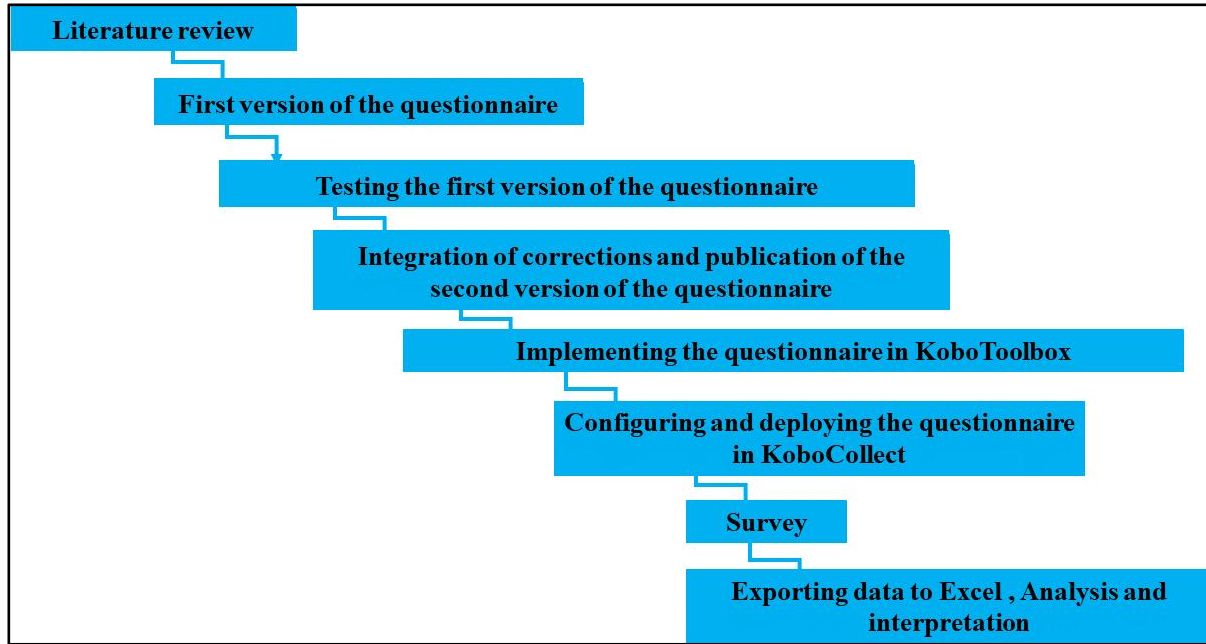 Literature review
First version of the questionnaire
Testing the first version of the questionnaire
Integration of corrections and publication of the
second version of the questionnaire
Implementing the questionnaire in KoboToolbox
Configuring and deploying the questionnaire
in KoboCollect
Survey
Exporting data to Excel , Analysis and
interpretation